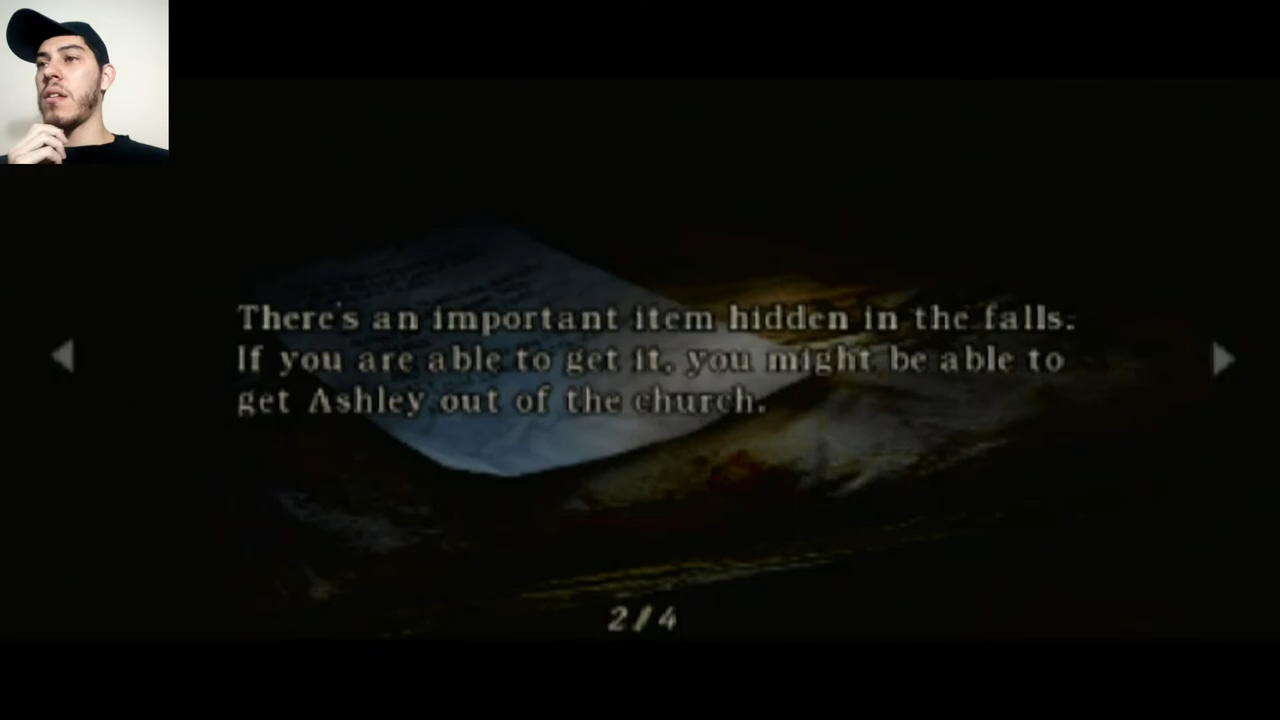 There's an important item hidden in the falls.
If you are able to get it, you might be able to
get Ashley out of the church.
2/4